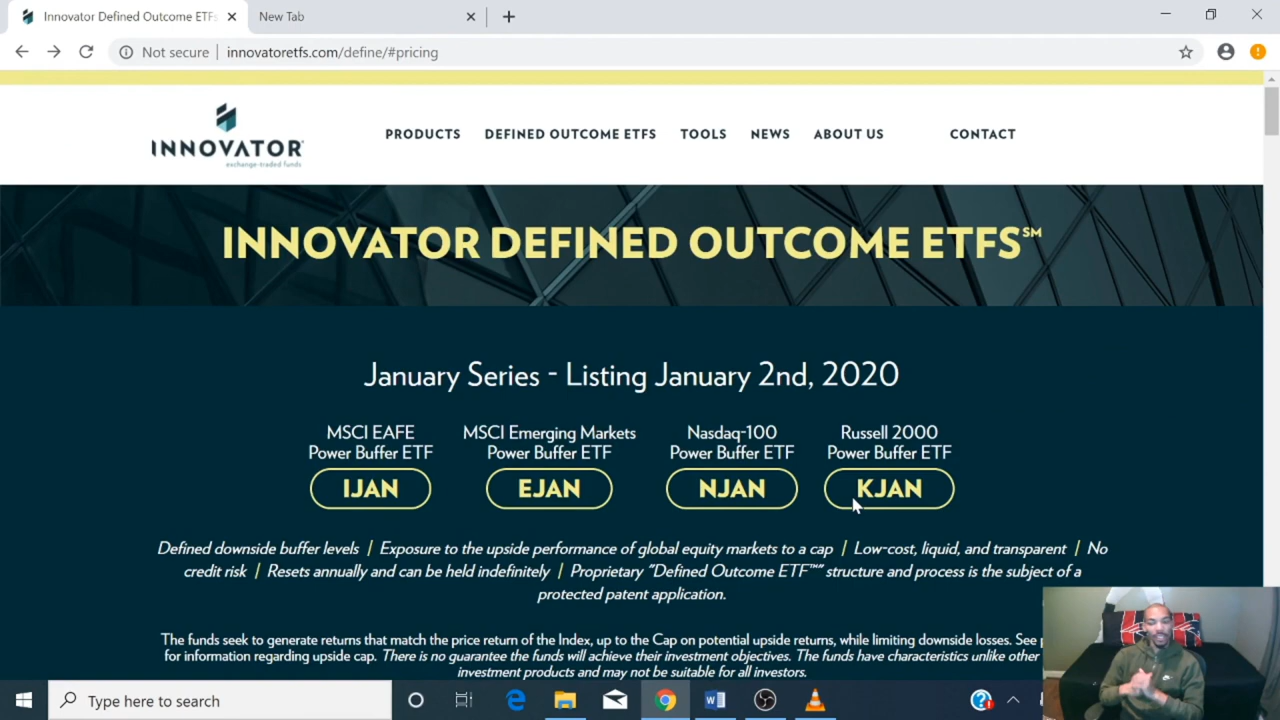 Innovator Defined Outcome ETFs
New Tab
Not secure
innovatoretfs.com/define/#pricing
INNOVATOR
exchange-traded funds
PRODUCTS
DEFINED OUTCOME ETFS
TOOLS
NEWS
ABOUT US
CONTACT
INNOVATOR DEFINED OUTCOME ETFS℠
January Series - Listing January 2nd, 2020
MSCI EAFE
Power Buffer ETF
IJAN
MSCI Emerging Markets
Power Buffer ETF
EJAN
Nasdaq-100
Power Buffer ETF
NJAN
Russell 2000
Power Buffer ETF
KJAN
Defined downside buffer levels | Exposure to the upside performance of global equity markets to a cap | Low-cost, liquid, and transparent | No
credit risk | Resets annually and can be held indefinitely | Proprietary "Defined Outcome ETF™" structure and process is the subject of a
protected patent application.
The funds seek to generate returns that match the price return of the Index, up to the Cap on potential upside returns, while limiting downside losses. See
for information regarding upside cap. There is no guarantee the funds will achieve their investment objectives. The funds have characteristics unlike other
investment products and may not be suitable for all investors.
Type here to search